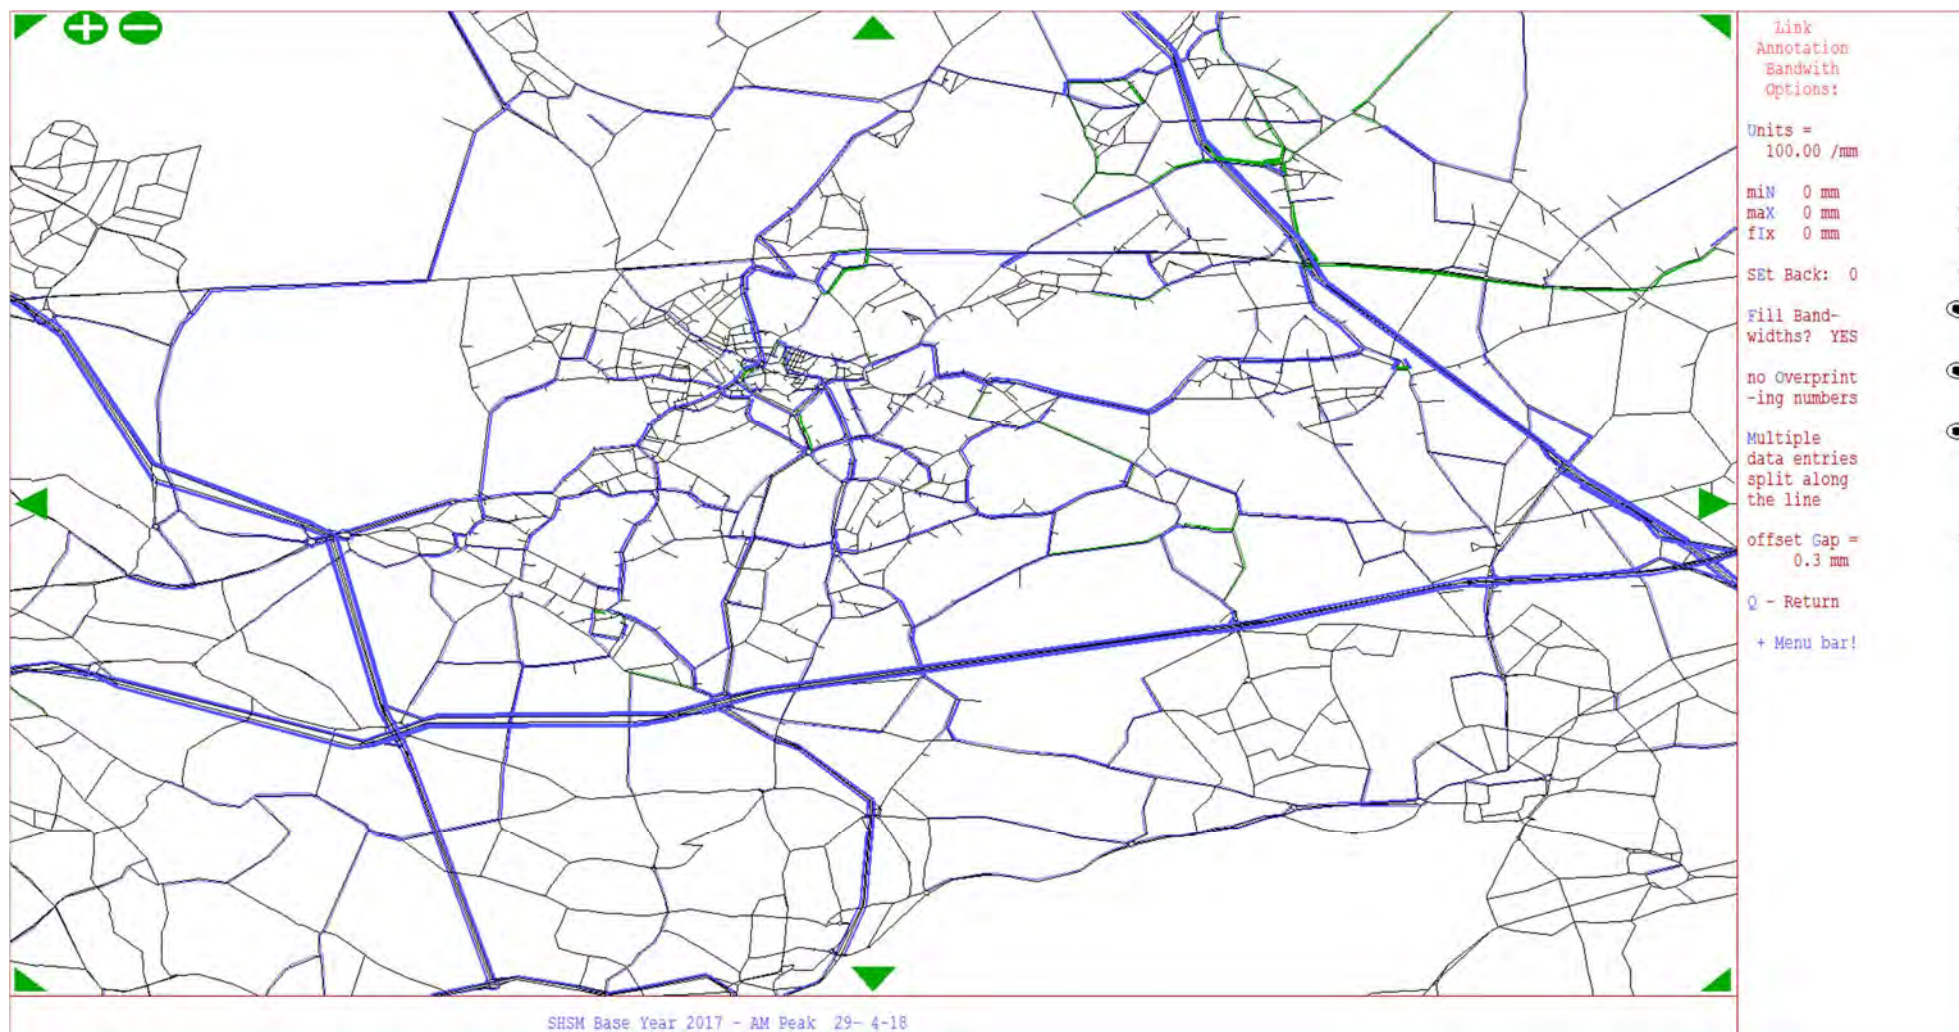 Link
Annotation
Bandwith
Options:
Units =
100.00 /mm
miN 0 mm
maX 0 mm
fIx 0 mm
SEt Back: 0
Fill Band-
widths? YES
no Overprint
-ing numbers
Multiple
data entries
split along
the line
offset Gap =
0.3 mm
Q - Return
+ Menu bar!
SHSM Base Year 2017 - AM Peak 29- 4-18